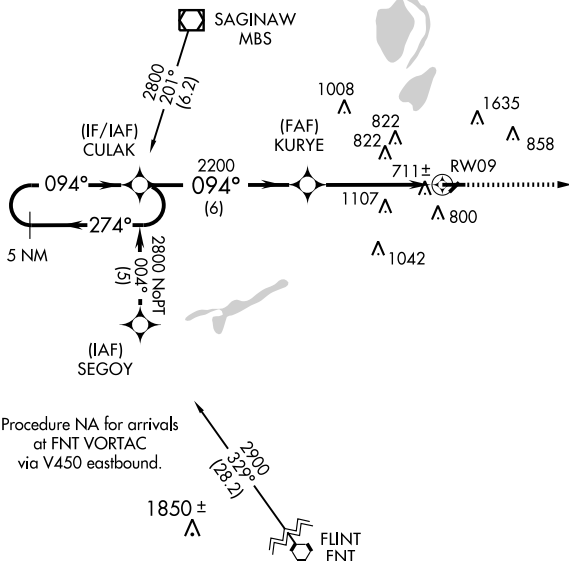 SAGINAW
MBS
2800
201°
(6.2)
(IF/IAF)
CULAK
(FAF)
KURYE
1008
822
822
1635
858
711±
RW09
094°
2200
094°
(6)
1107
800
274°
5 NM
1042
2800 NoPT
004°
(5)
(IAF)
SEGOY
Procedure NA for arrivals
at FNT VORTAC
via V450 eastbound.
2900
329°
(28.2)
1850 ±
FLINT
FNT